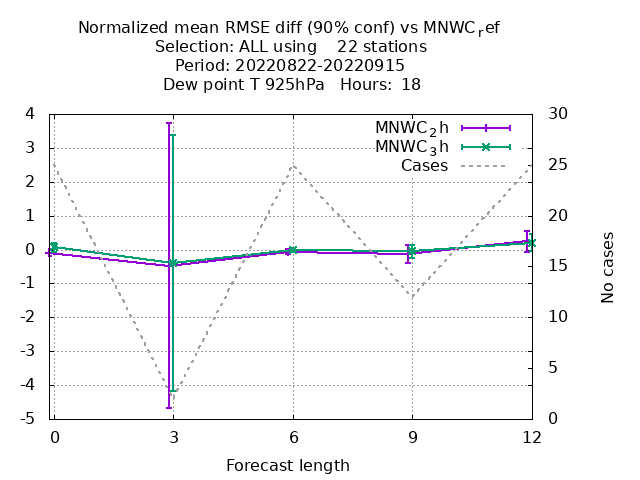 Normalized mean RMSE diff (90% conf) vs MNWC_ref
Selection: ALL using 22 stations
Period: 20220822-20220915
Dew point T 925hPa Hours: 18
MNWC_2h
MNWC_3h
Cases
4
3
2
1
0
-1
-2
-3
-4
-5
30
25
20
15
10
5
0
No cases
0 3 6 9 12
Forecast length